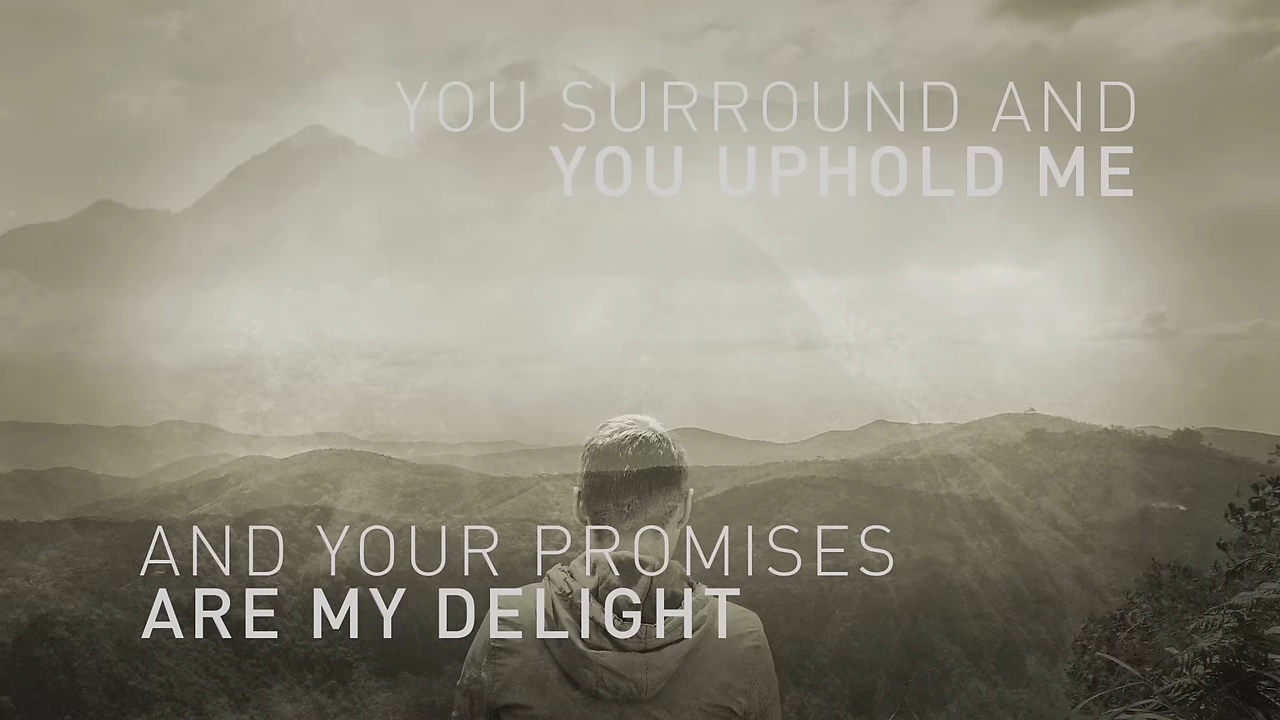 YOU SURROUND AND
YOU UPHOLD ME
AND YOUR PROMISES
ARE MY DELIGHT